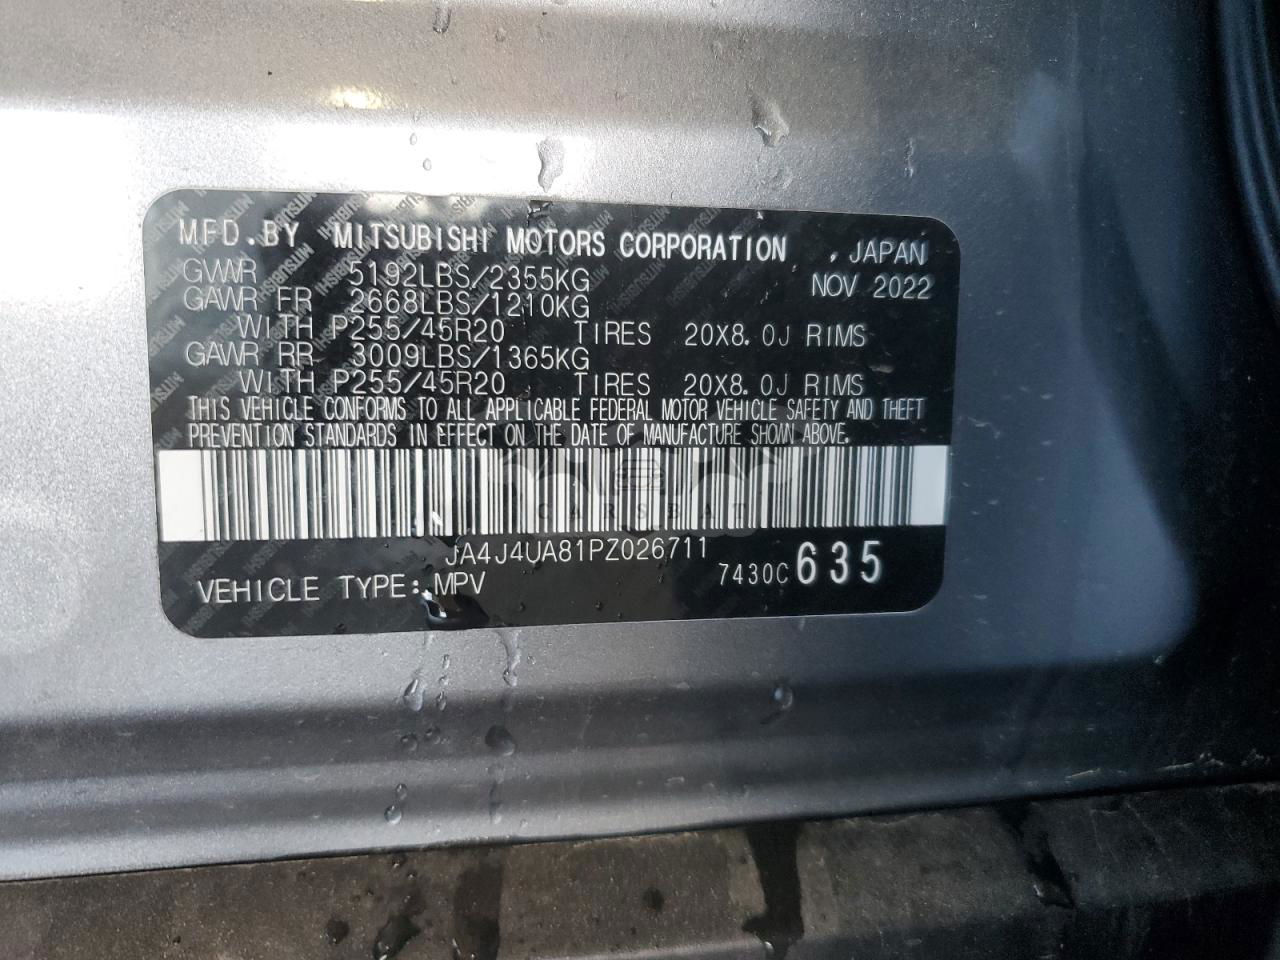 MFD.BY MITSUBISHI MOTORS CORPORATION , JAPAN
GVWR 5192LBS/2355KG NOV 2022
GAWR FR 2668LBS/1210KG
WITH P255/45R20 TIRES 20X8.0J RIMS
GAWR RR 3009LBS/1365KG
WITH P255/45R20 TIRES 20X8.0J RIMS
THIS VEHICLE CONFORMS TO ALL APPLICABLE FEDERAL MOTOR VEHICLE SAFETY AND THEFT
PREVENTION STANDARDS IN EFFECT ON THE DATE OF MANUFACTURE SHOWN ABOVE.
CARSBAT
JA4J4UA81PZ026711
7430C 635
VEHICLE TYPE: MPV